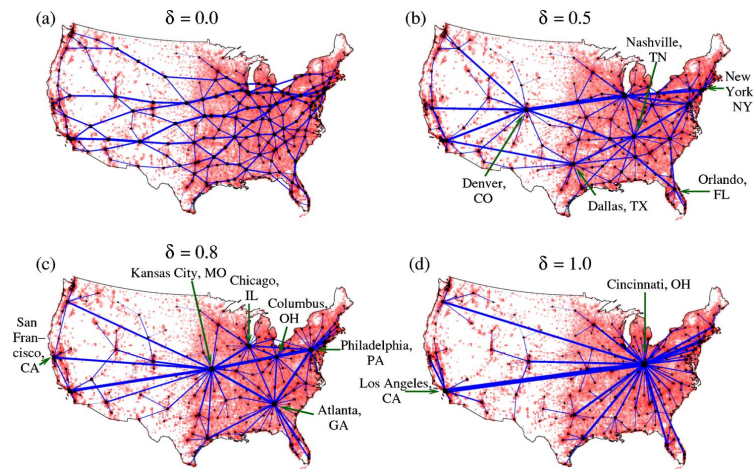 (a)
δ = 0.0
(b)
δ = 0.5
Nashville,
TN
New
York
NY
Denver,
CO
Dallas, TX
Orlando,
FL
(c)
δ = 0.8
Kansas City, MO
Chicago,
IL
Columbus,
OH
San
Fran–
cisco,
CA
Philadelphia,
PA
Atlanta,
GA
(d)
δ = 1.0
Cincinnati, OH
Los Angeles,
CA